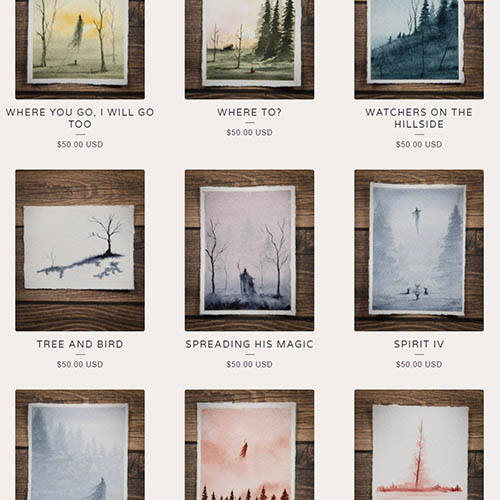 WHERE YOU GO, I WILL GO
TOO
$50.00 USD
WHERE TO?
$50.00 USD
WATCHERS ON THE
HILLSIDE
$50.00 USD
TREE AND BIRD
$50.00 USD
SPREADING HIS MAGIC
$50.00 USD
SPIRIT IV
$50.00 USD